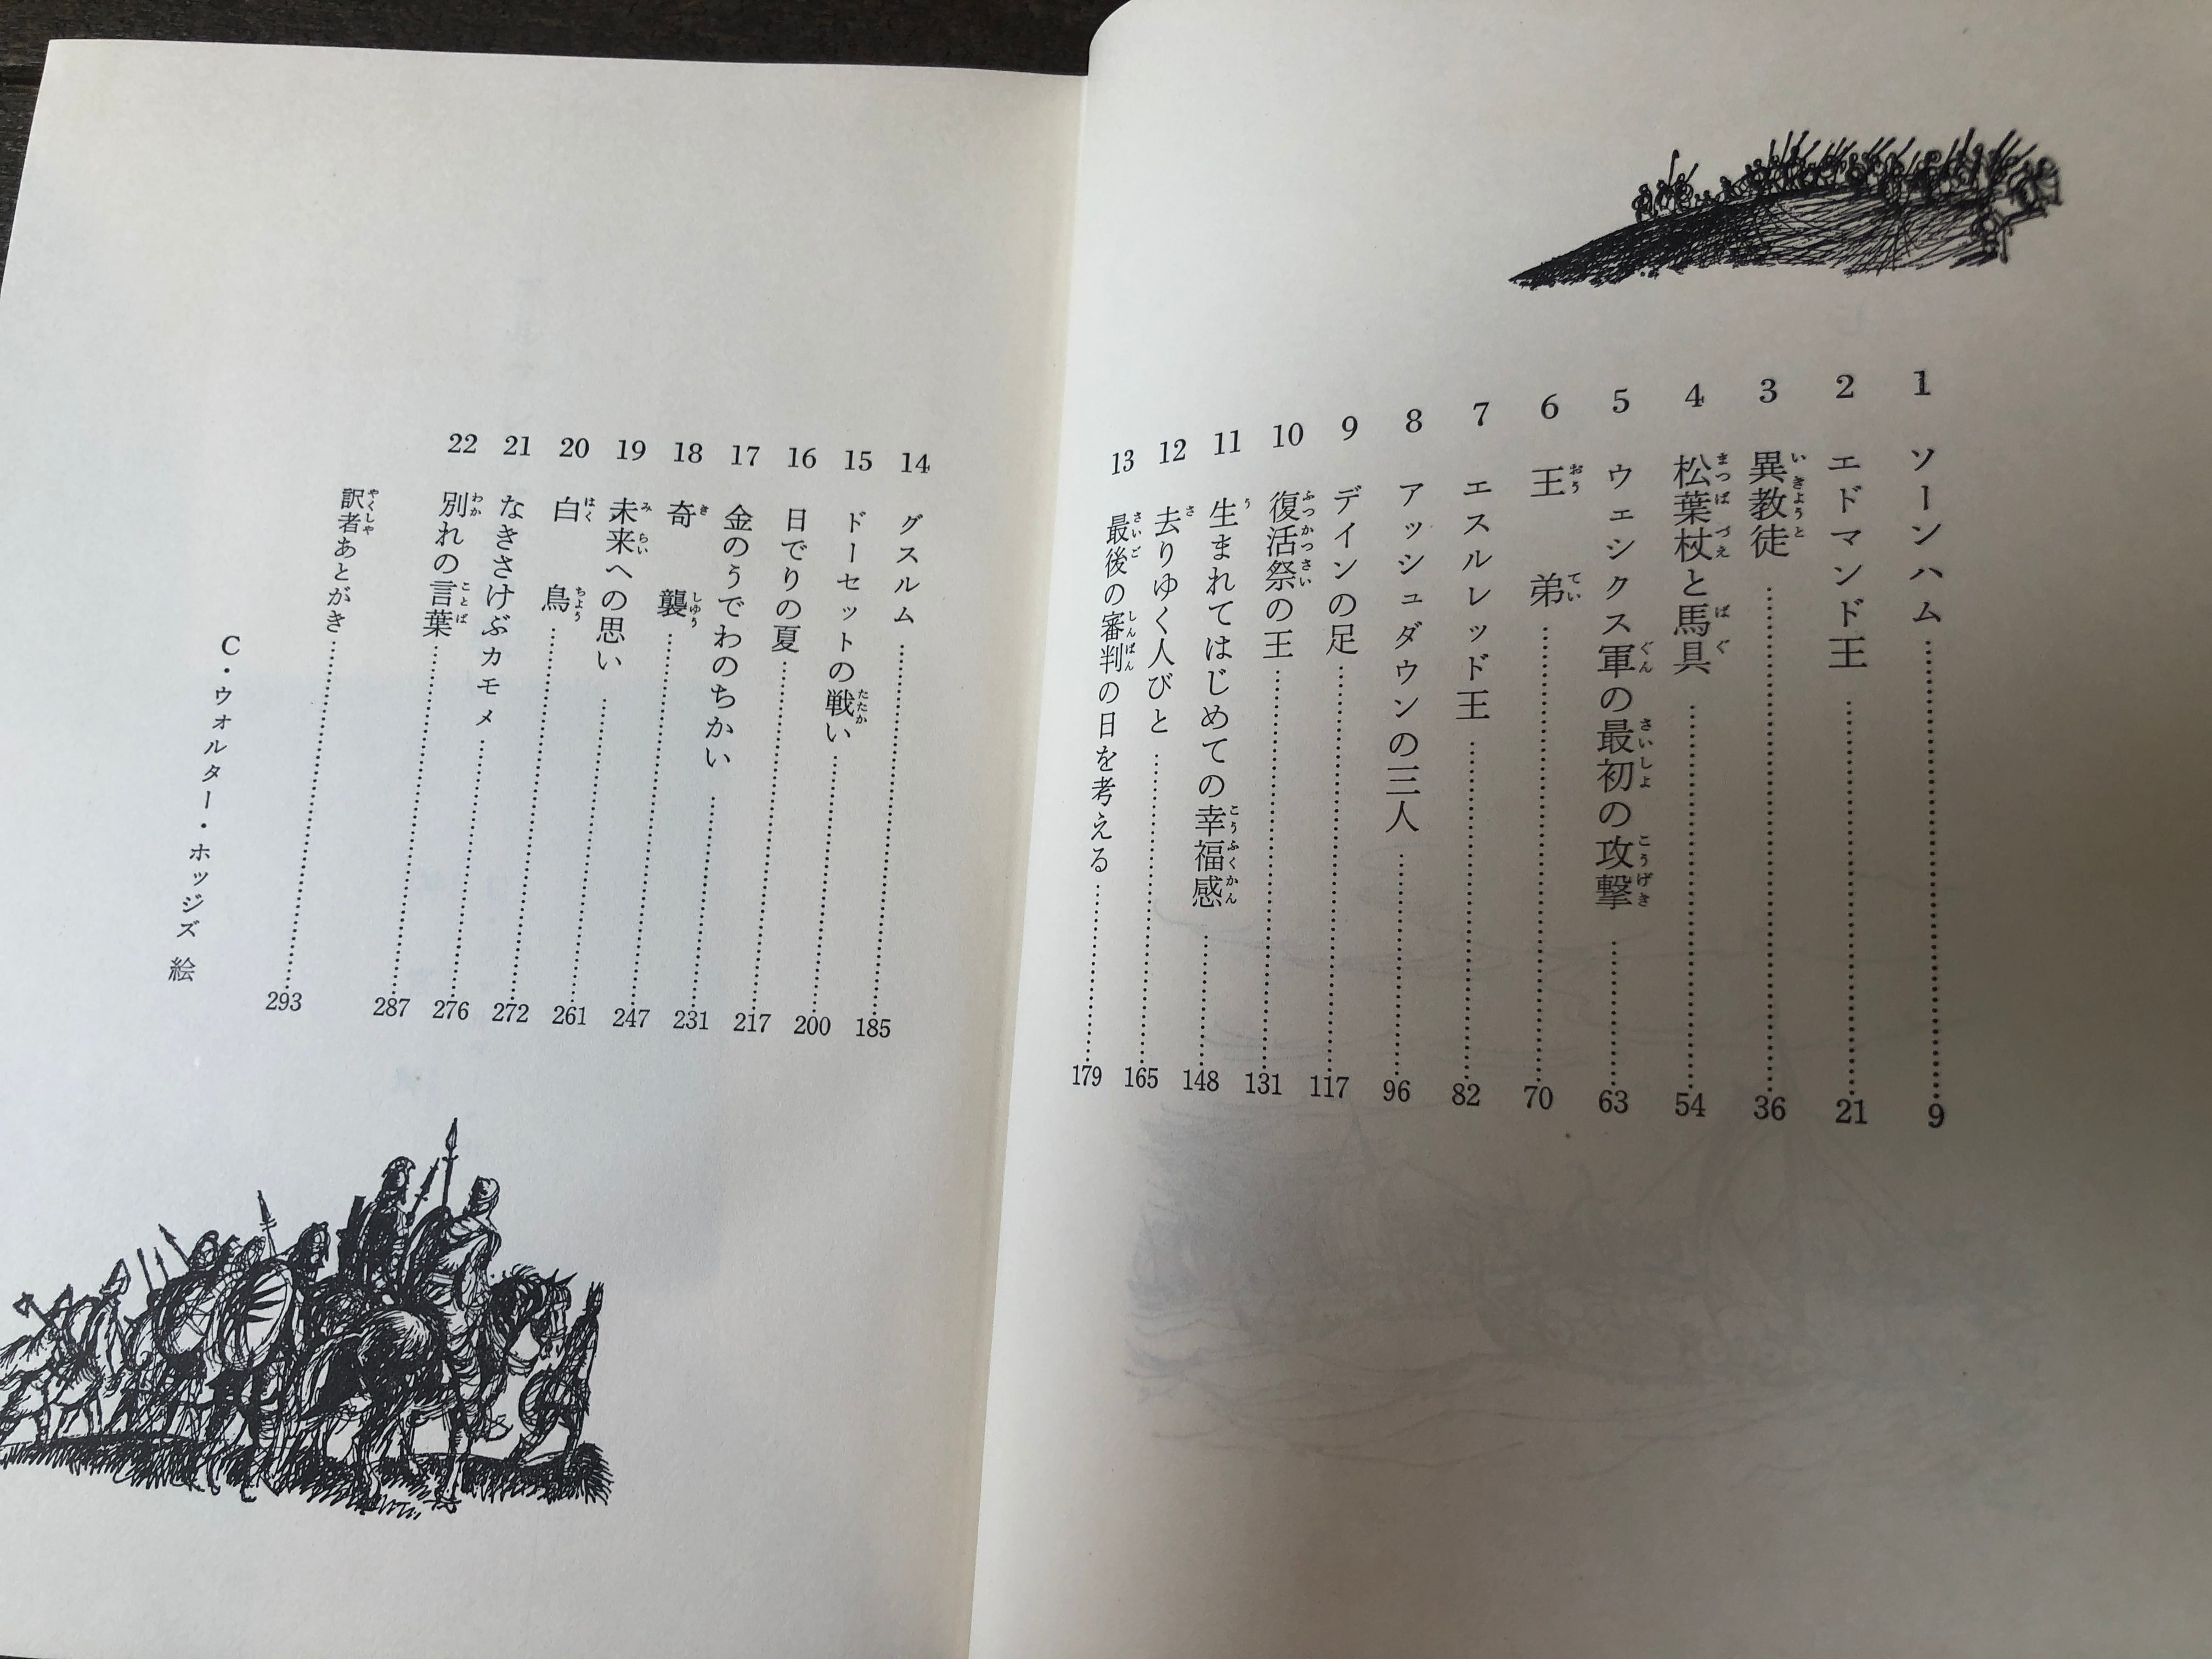 1 ソーンハム 9
2 エドマンド王 21
3 異教徒 36
4 松葉杖と馬具 54
5 ウェシクス軍の最初の攻撃 63
6 王弟 70
7 エスルレッド王 82
8 アッシュダウンの三人 96
9 デインの足 117
10 復活祭の王 131
11 生まれてはじめての幸福感 148
12 去りゆく人びと 165
13 最後の審判の日を考える 179
14 グスルム 185
15 ドーセットの戦い 200
16 日でりの夏 217
17 金のうでわのちかい 231
18 奇襲 247
19 未来への思い 261
20 白鳥 272
21 なきさけぶカモメ 276
22 別れの言葉 287
訳者あとがき 293
C・ウォルター・ホッジズ 絵